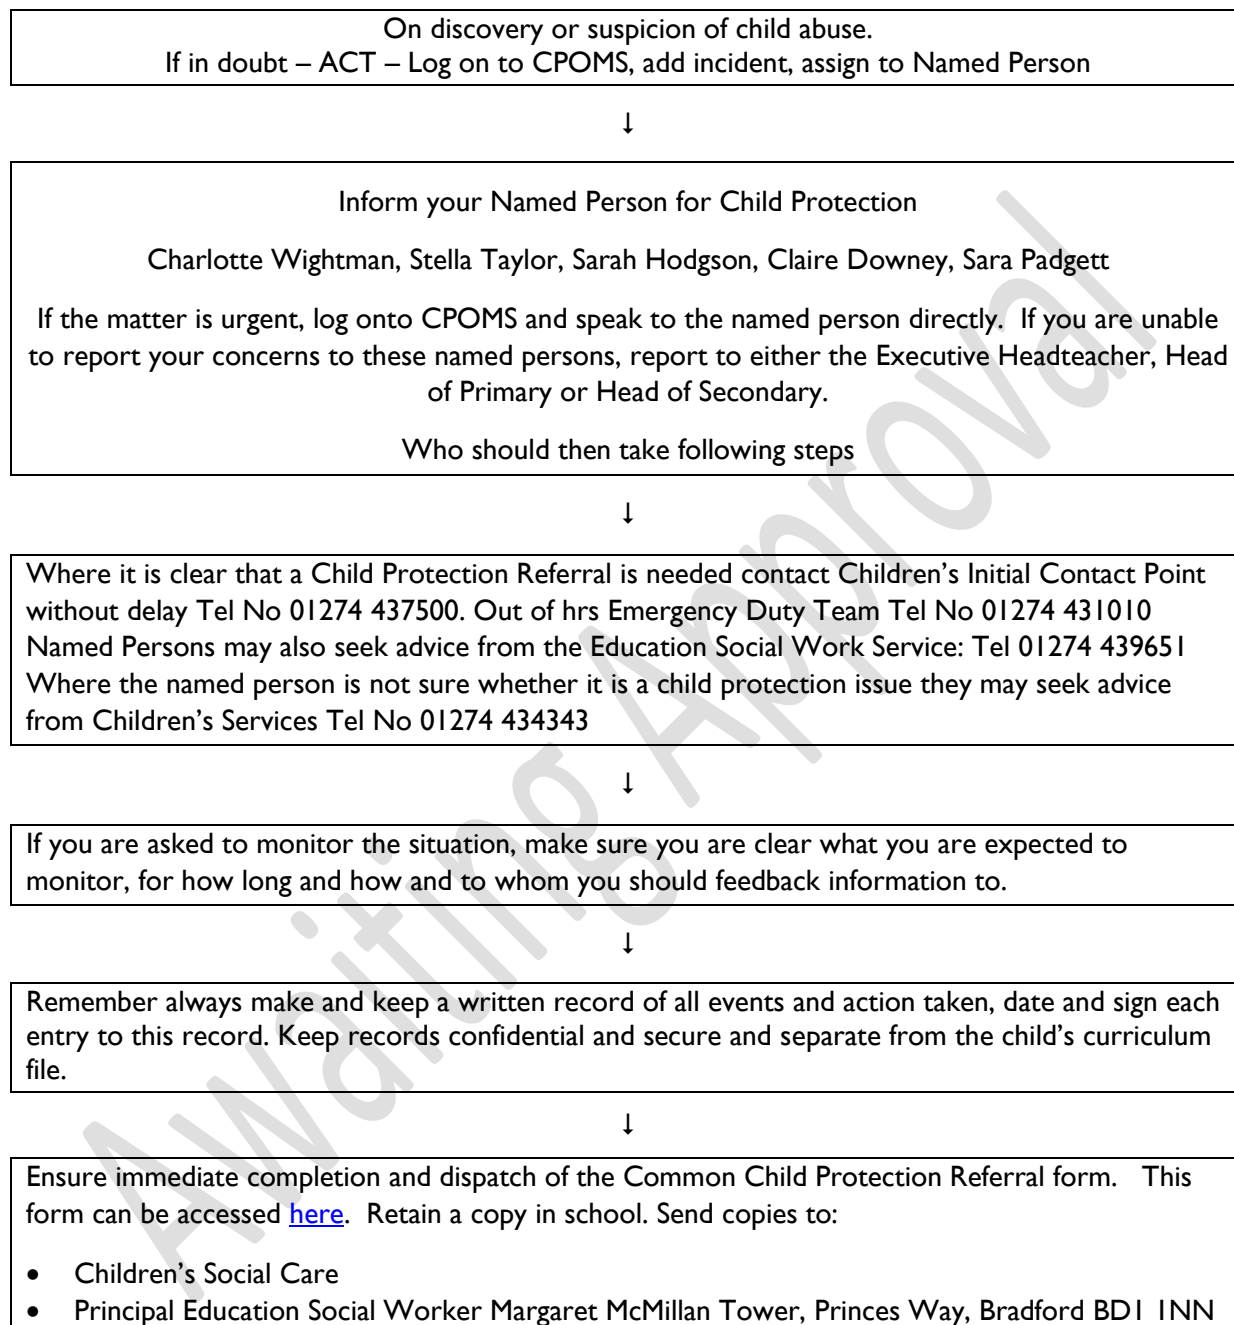 On discovery or suspicion of child abuse.
If in doubt – ACT – Log on to CPOMS, add incident, assign to Named Person
↓
Inform your Named Person for Child Protection
Charlotte Wightman, Stella Taylor, Sarah Hodgson, Claire Downey, Sara Padgett
If the matter is urgent, log onto CPOMS and speak to the named person directly.  If you are unable
to report your concerns to these named persons, report to either the Executive Headteacher, Head
of Primary or Head of Secondary.
Who should then take following steps
↓
Where it is clear that a Child Protection Referral is needed contact Children's Initial Contact Point
without delay Tel No 01274 437500. Out of hrs Emergency Duty Team Tel No 01274 431010
Named Persons may also seek advice from the Education Social Work Service: Tel 01274 439651
Where the named person is not sure whether it is a child protection issue they may seek advice
from Children's Services Tel No 01274 434343
↓
If you are asked to monitor the situation, make sure you are clear what you are expected to
monitor, for how long and how and to whom you should feedback information to.
↓
Remember always make and keep a written record of all events and action taken, date and sign each
entry to this record. Keep records confidential and secure and separate from the child's curriculum
file.
↓
Ensure immediate completion and dispatch of the Common Child Protection Referral form.   This
form can be accessed here.  Retain a copy in school. Send copies to:
• Children's Social Care
• Principal Education Social Worker Margaret McMillan Tower, Princes Way, Bradford BD1 1NN
Awaiting Approval